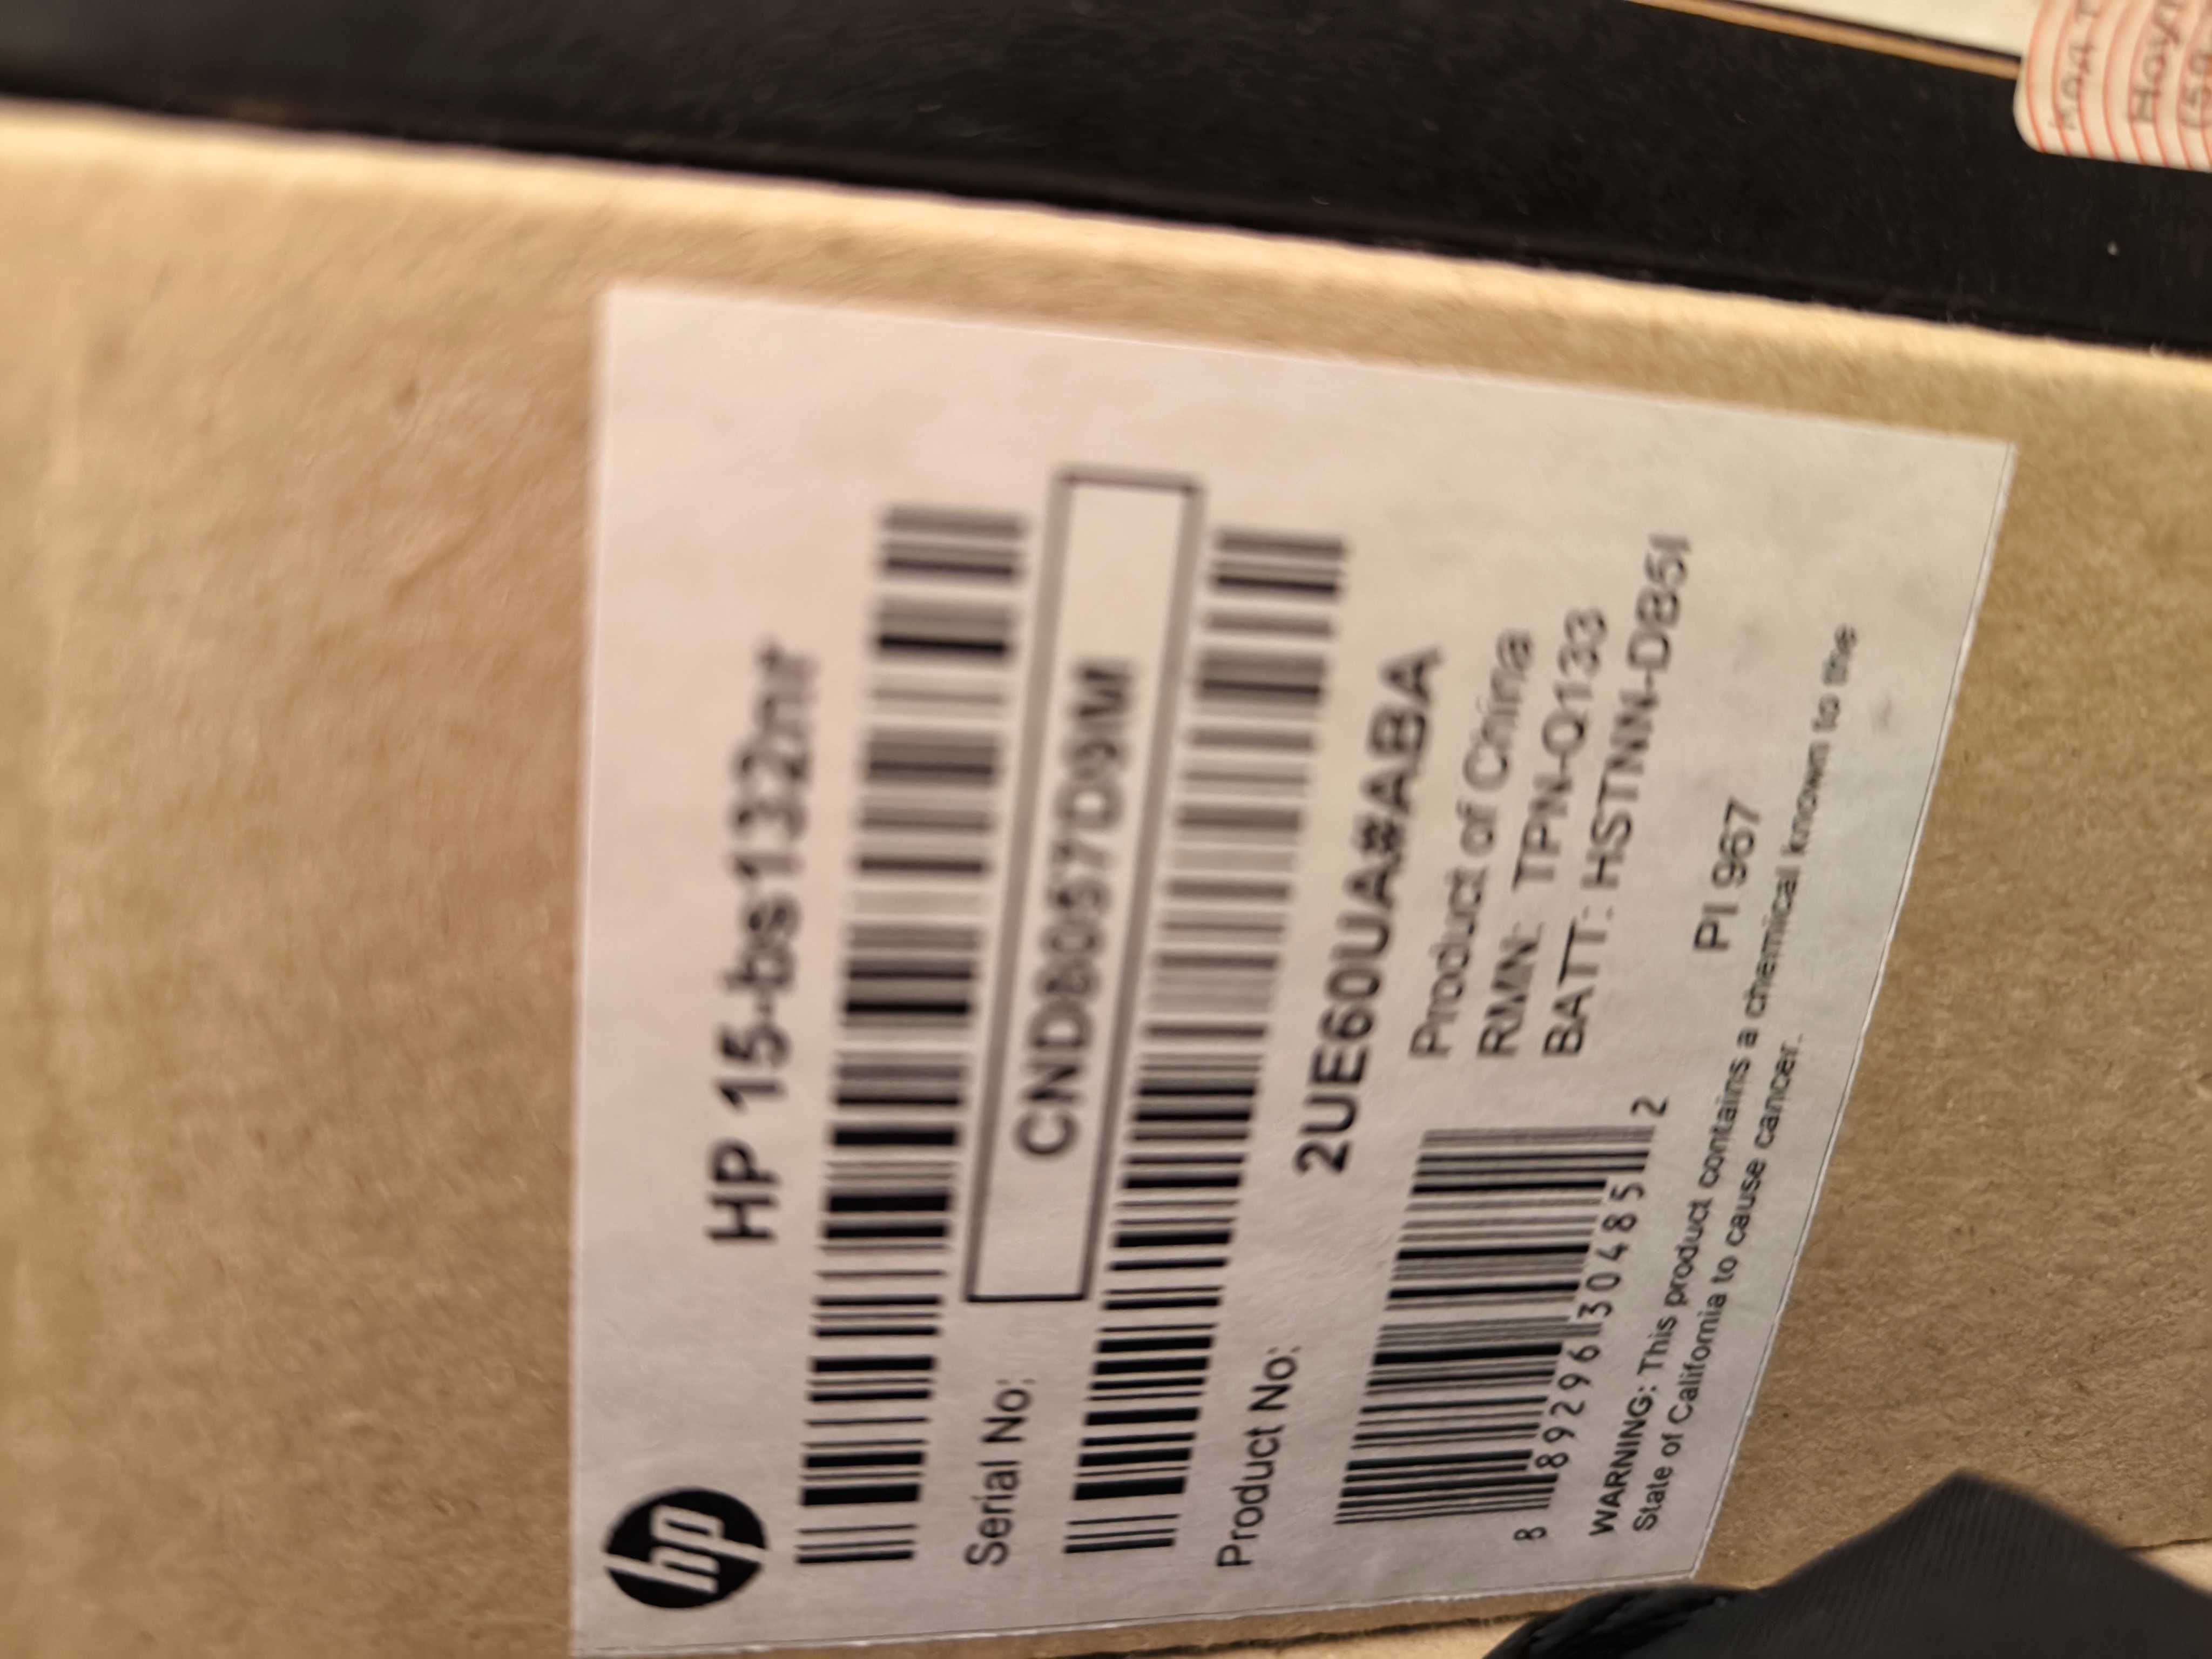 hp
HP 15-bs132nr
Serial No:
CND8057D9M
Product No:
2UE60UA#ABA
Product of China
RMN: TPN-Q133
BATT: HSTNN-DB6I
8 89296 30485 2
PI 967
WARNING: This product contains a chemical known to the
State of California to cause cancer.